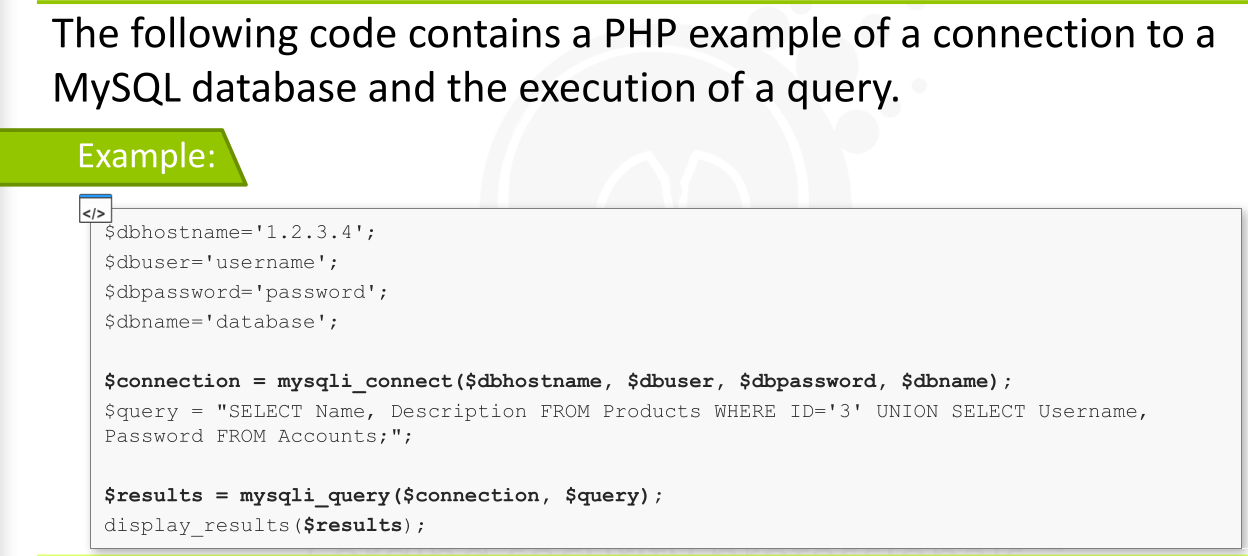 The following code contains a PHP example of a connection to a
MySQL database and the execution of a query.
Example:
</>
$dbhostname='1.2.3.4';
$dbuser='username';
$dbpassword='password';
$dbname='database';
$connection = mysqli_connect($dbhostname, $dbuser, $dbpassword, $dbname);
$query = "SELECT Name, Description FROM Products WHERE ID='3' UNION SELECT Username,
Password FROM Accounts;";
$results = mysqli_query($connection, $query);
display_results($results);